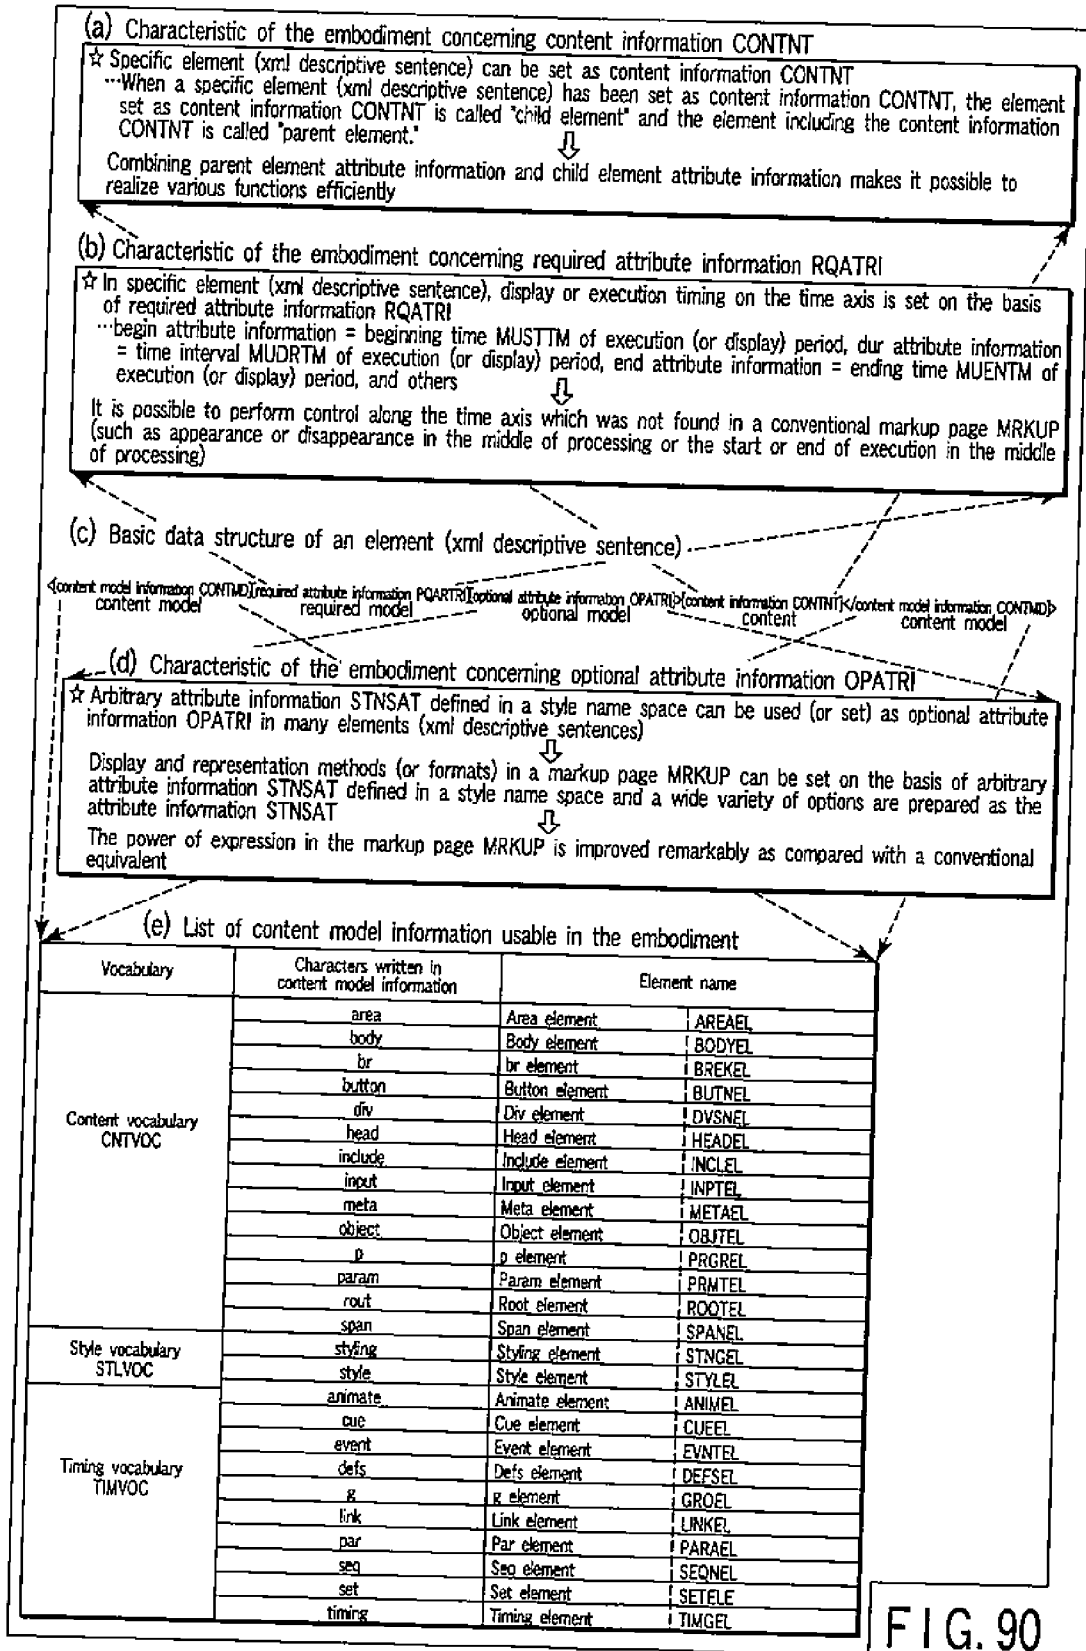 (a) Characteristic of the embodiment concerning content information CONTNT
☆ Specific element (xml descriptive sentence) can be set as content information CONTNT
…When a specific element (xml descriptive sentence) has been set as content information CONTNT, the element
set as content information CONTNT is called "child element" and the element including the content information
CONTNT is called "parent element."
⇩
Combining parent element attribute information and child element attribute information makes it possible to
realize various functions efficiently
(b) Characteristic of the embodiment concerning required attribute information RQATRI
☆ In specific element (xml descriptive sentence), display or execution timing on the time axis is set on the basis
of required attribute information RQATRI
…begin attribute information = beginning time MUSTTM of execution (or display) period, dur attribute information
= time interval MUDRTM of execution (or display) period, end attribute information = ending time MUENTM of
execution (or display) period, and others
⇩
It is possible to perform control along the time axis which was not found in a conventional markup page MRKUP
(such as appearance or disappearance in the middle of processing or the start or end of execution in the middle
of processing)
(c) Basic data structure of an element (xml descriptive sentence)
<[content model information CONTMD][required attribute information PQARTRI][optional attribute information OPATRI]>[content information CONTNT]</[content model information CONTMD]>
content model required model optional model content content model
(d) Characteristic of the embodiment concerning optional attribute information OPATRI
☆ Arbitrary attribute information STNSAT defined in a style name space can be used (or set) as optional attribute
information OPATRI in many elements (xml descriptive sentences)
⇩
Display and representation methods (or formats) in a markup page MRKUP can be set on the basis of arbitrary
attribute information STNSAT defined in a style name space and a wide variety of options are prepared as the
attribute information STNSAT
⇩
The power of expression in the markup page MRKUP is improved remarkably as compared with a conventional
equivalent
(e) List of content model information usable in the embodiment
Vocabulary
Characters written in
content model information
Element name
Content vocabulary
CNTVOC
area Area element AREAEL
body Body element BODYEL
br br element BREKEL
button Button element BUTNEL
div Div element DVSNEL
head Head element HEADEL
include Include element INCLEL
input Input element INPTEL
meta Meta element METAEL
object Object element OBJTEL
p p element PRGREL
param Param element PRMTEL
rout Root element ROOTEL
span Span element SPANEL
Style vocabulary
STLVOC
styling Styling element STNGEL
style Style element STYLEL
Timing vocabulary
TIMVOC
animate Animate element ANIMEL
cue Cue element CUEEL
event Event element EVNTEL
defs Defs element DEFSEL
g g element GROEL
link Link element LINKEL
par Par element PARAEL
seq Seq element SEQNEL
set Set element SETELE
timing Timing element TIMGEL
FIG. 90